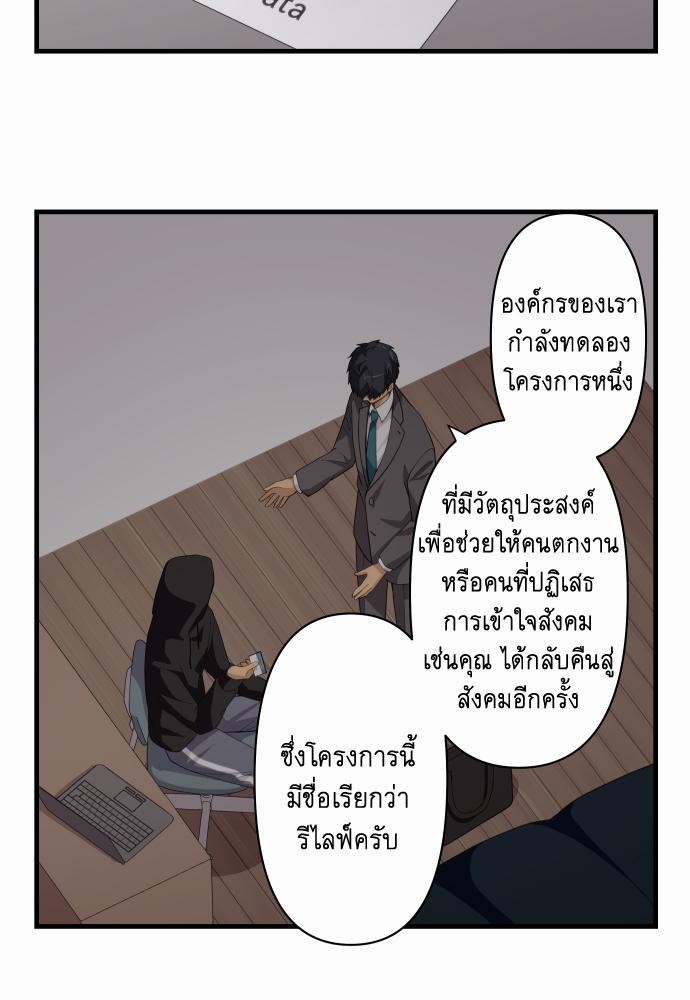 ata
องค์กรของเรา
กำลังทดลอง
โครงการหนึ่ง
ที่มีวัตถุประสงค์
เพื่อช่วยให้คนตกงาน
หรือคนที่ปฏิเสธ
การเข้าใจสังคม
เช่นคุณ ได้กลับคืนสู่
สังคมอีกครั้ง
ซึ่งโครงการนี้
มีชื่อเรียกว่า
รีไลฟ์ครับ